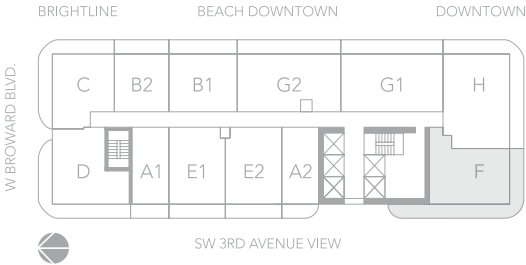 BRIGHTLINE BEACH DOWNTOWN DOWNTOWN
W BROWARD BLVD.
C B2 B1 G2 G1 H
D A1 E1 E2 A2 F
SW 3RD AVENUE VIEW